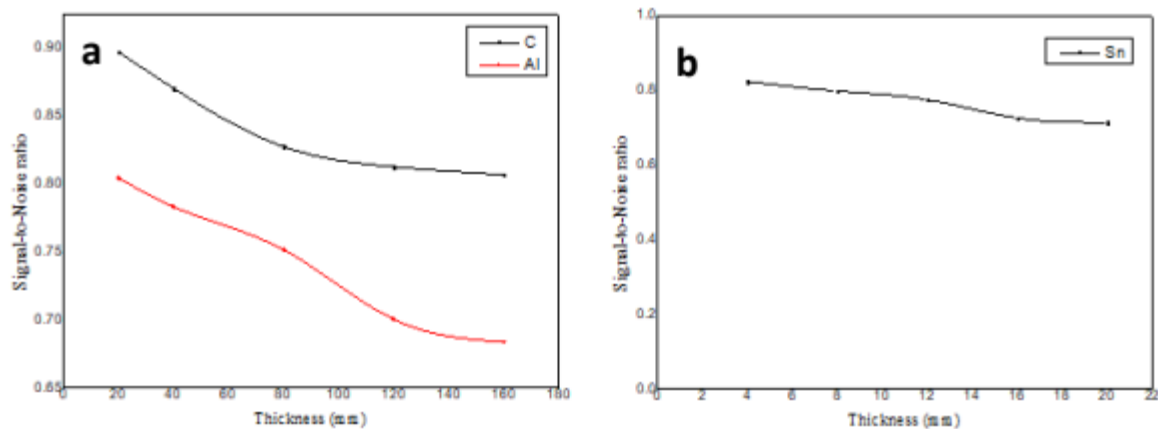 a
C
Al
0.90
0.85
0.80
0.75
0.70
0.65
Signal-to-Noise ratio
0 20 40 60 80 100 120 140 160 180
Thickness (mm)
b
Sn
1.0
0.8
0.6
0.4
0.2
0.0
Signal-to-Noise ratio
0 2 4 6 8 10 12 14 16 18 20 22
Thickness (mm)